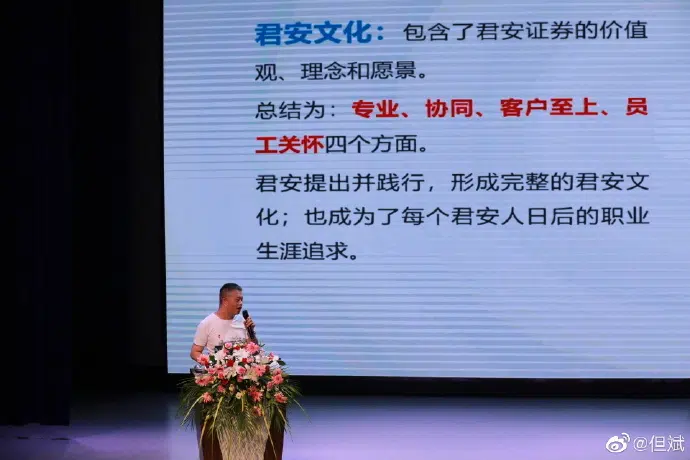 君安文化：包含了君安证券的价值
观、理念和愿景。
总结为：专业、协同、客户至上、员
工关怀四个方面。
君安提出并践行，形成完整的君安文
化；也成为了每个君安人日后的职业
生涯追求。
@但斌